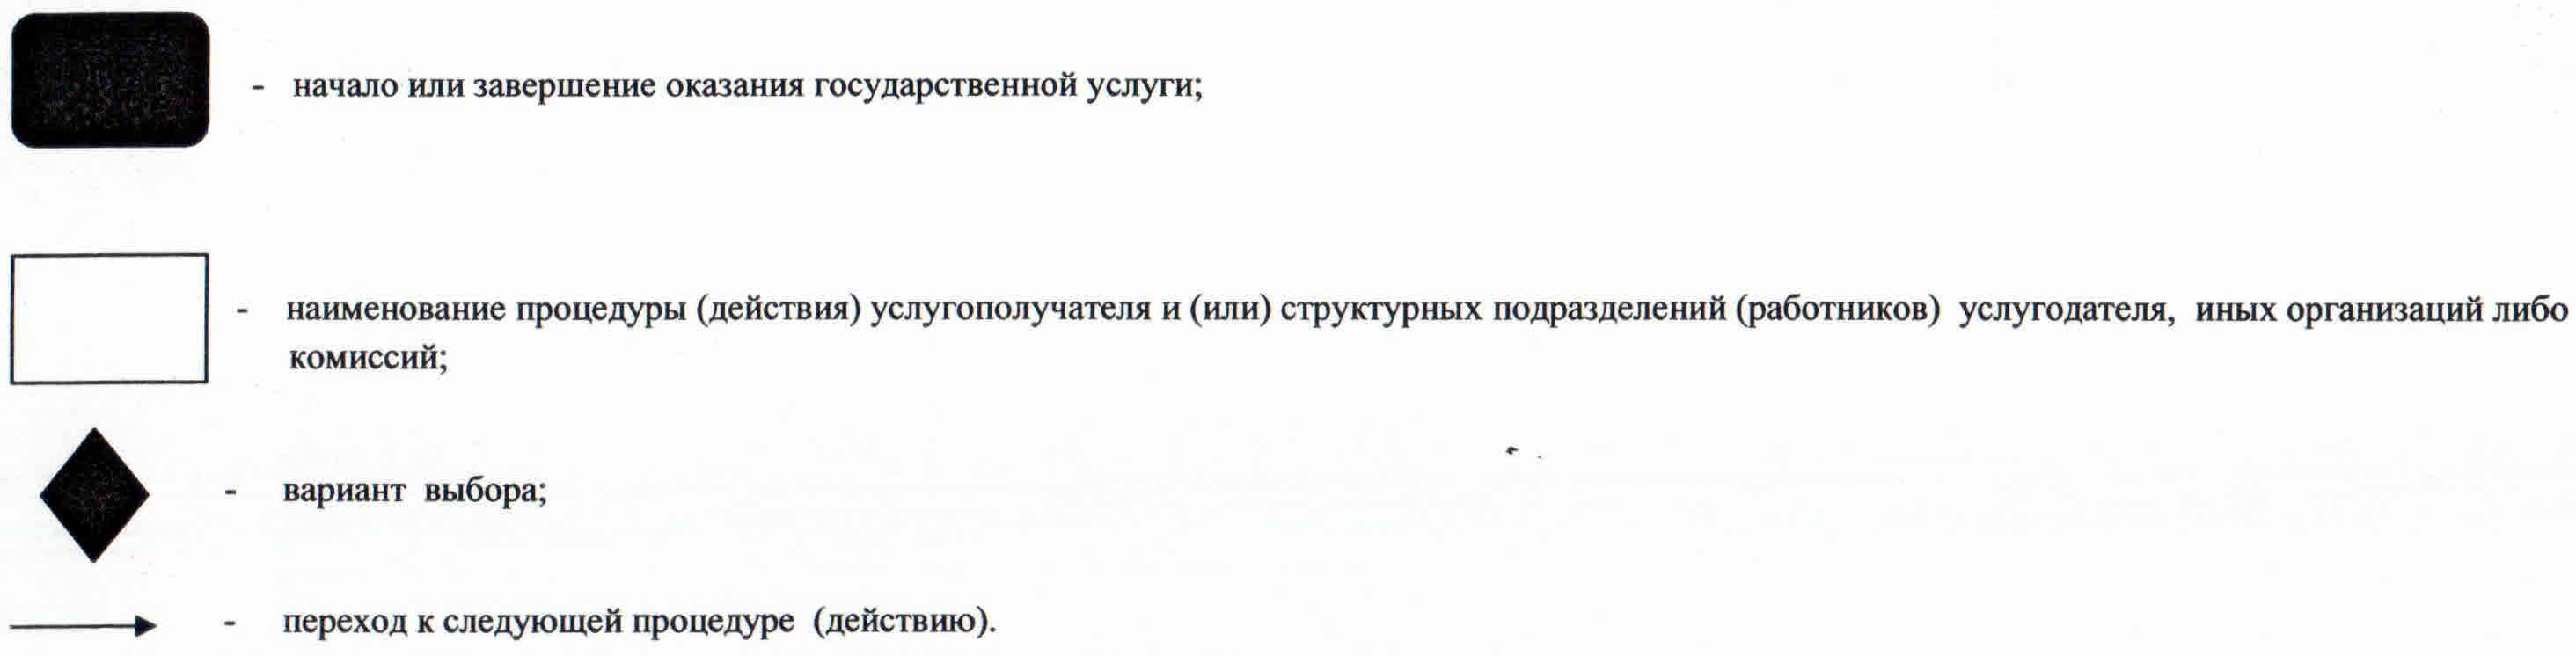 - начало или завершение оказания государственной услуги;
- наименование процедуры (действия) услугополучателя и (или) структурных подразделений (работников) услугодателя, иных организаций либо
комиссий;
- вариант выбора;
- переход к следующей процедуре (действию).